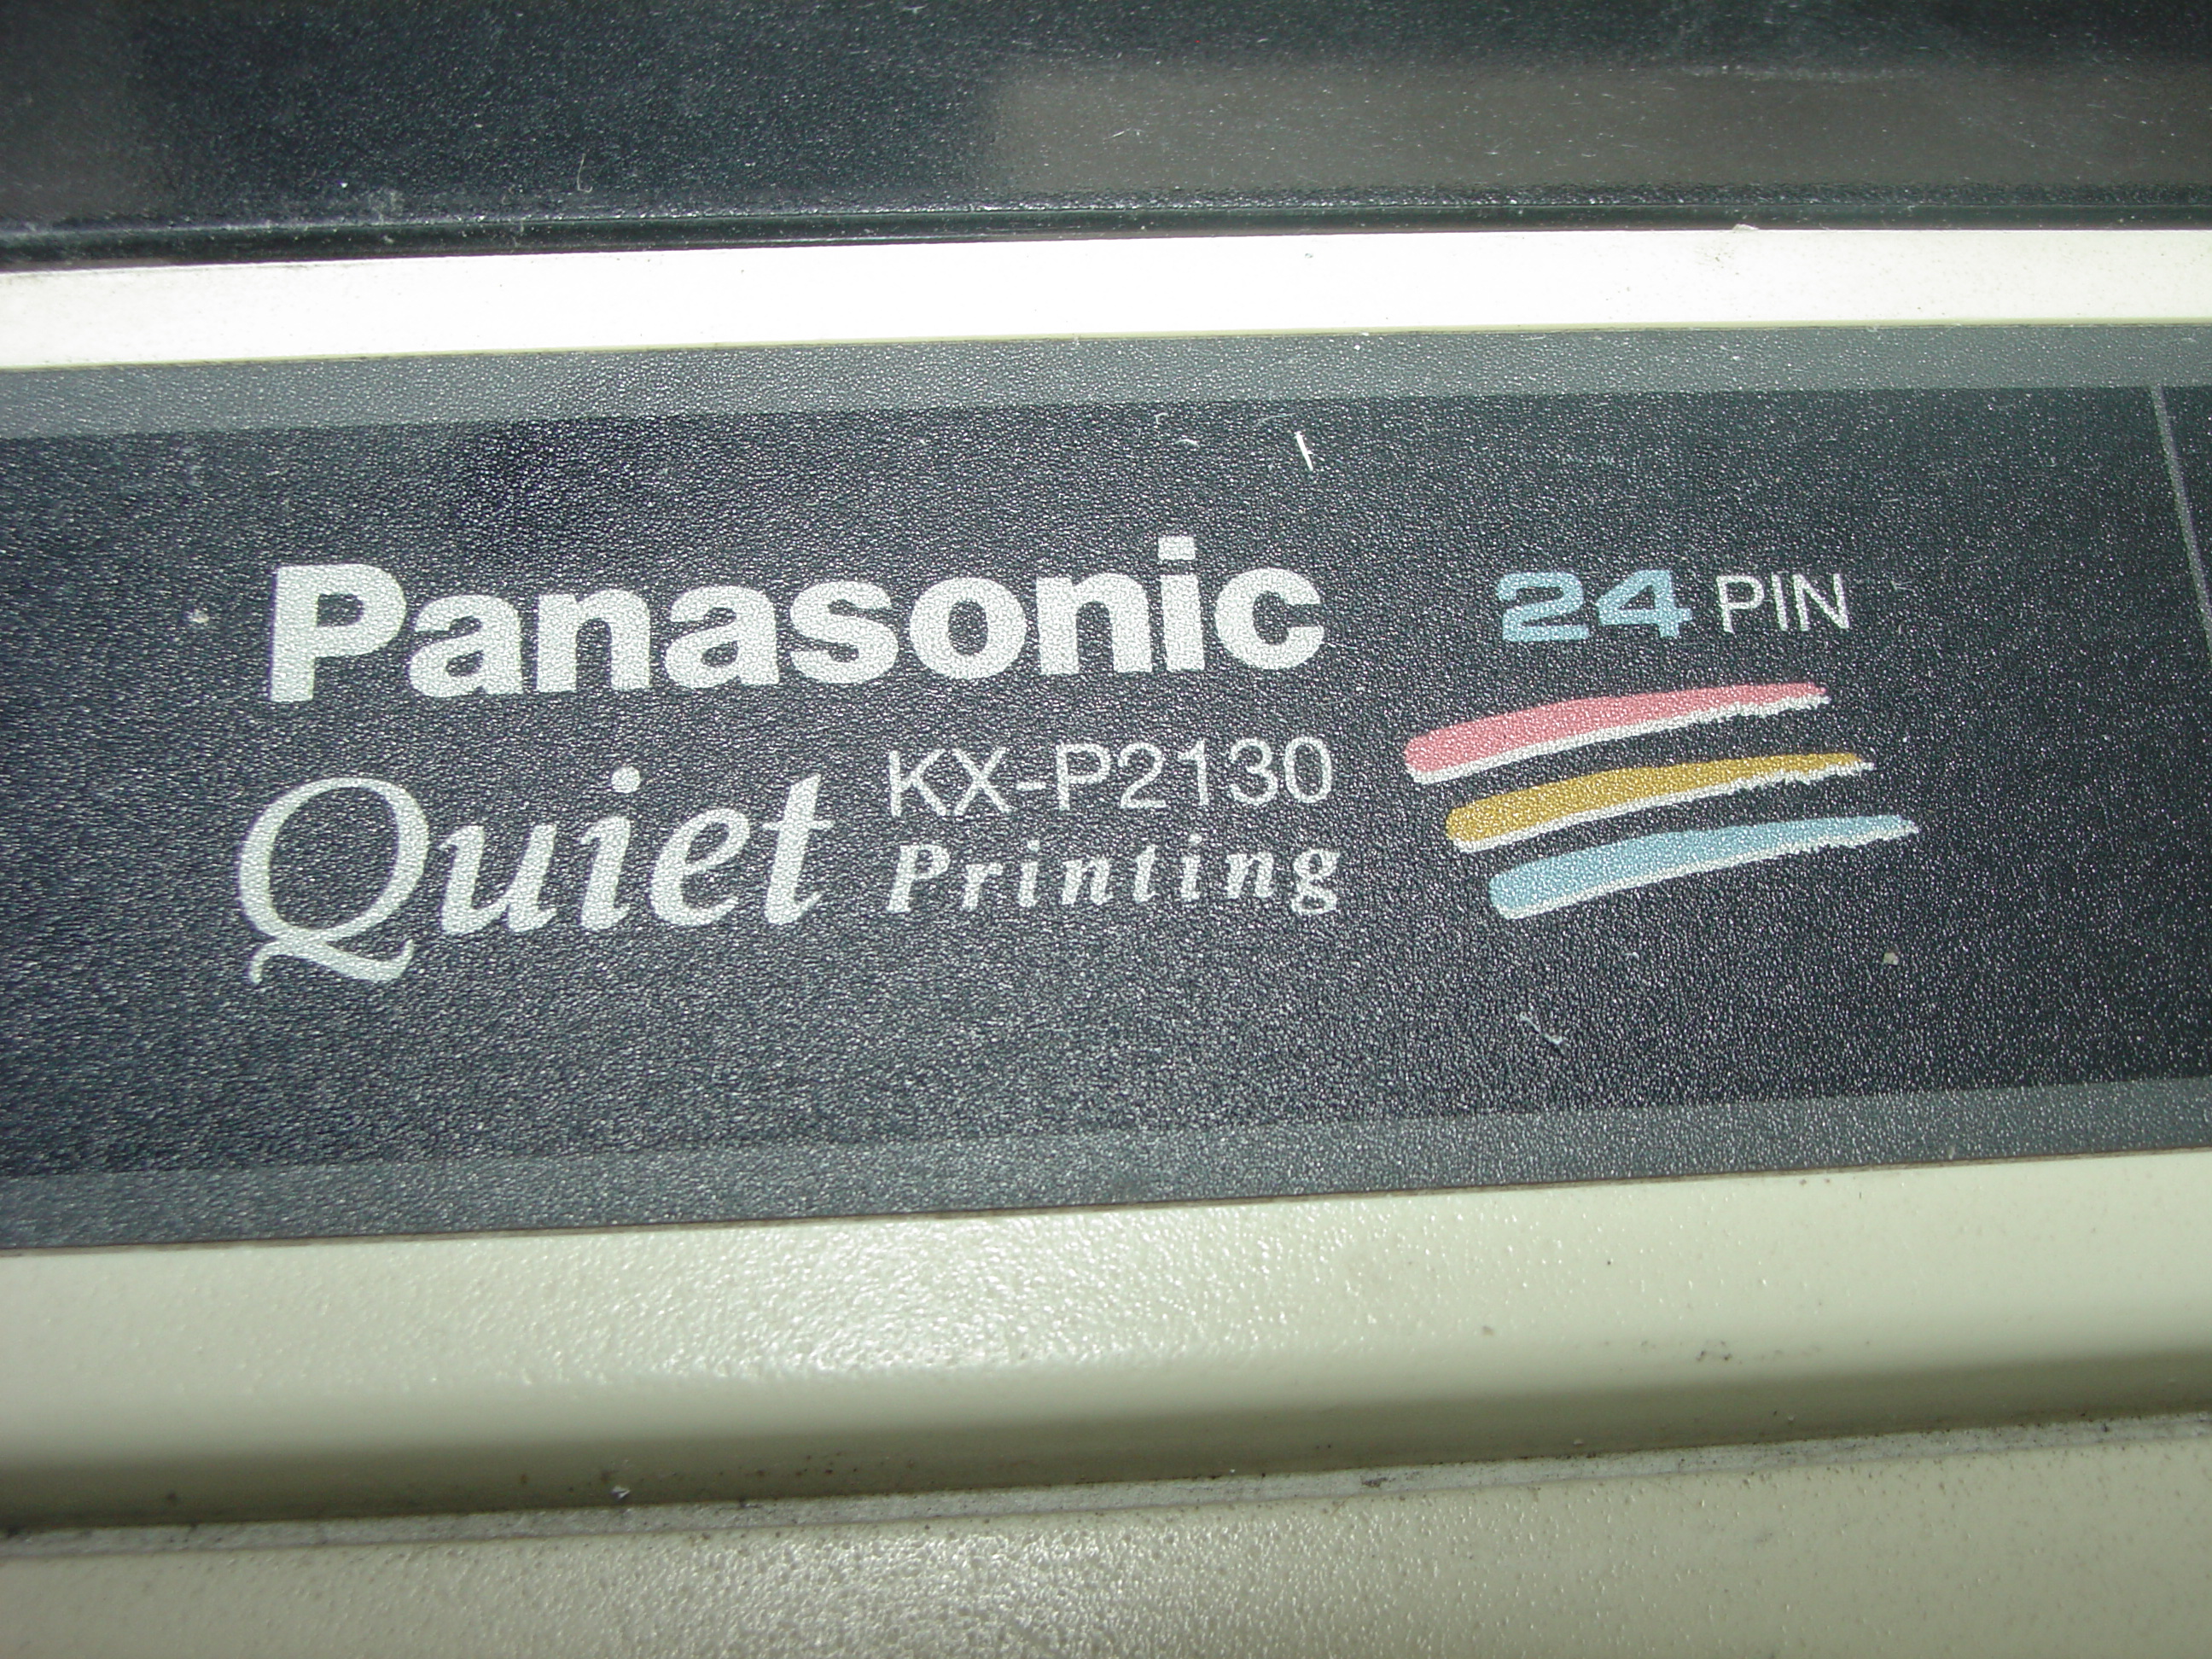 Panasonic 24 PIN
KX-P2130
Quiet Printing